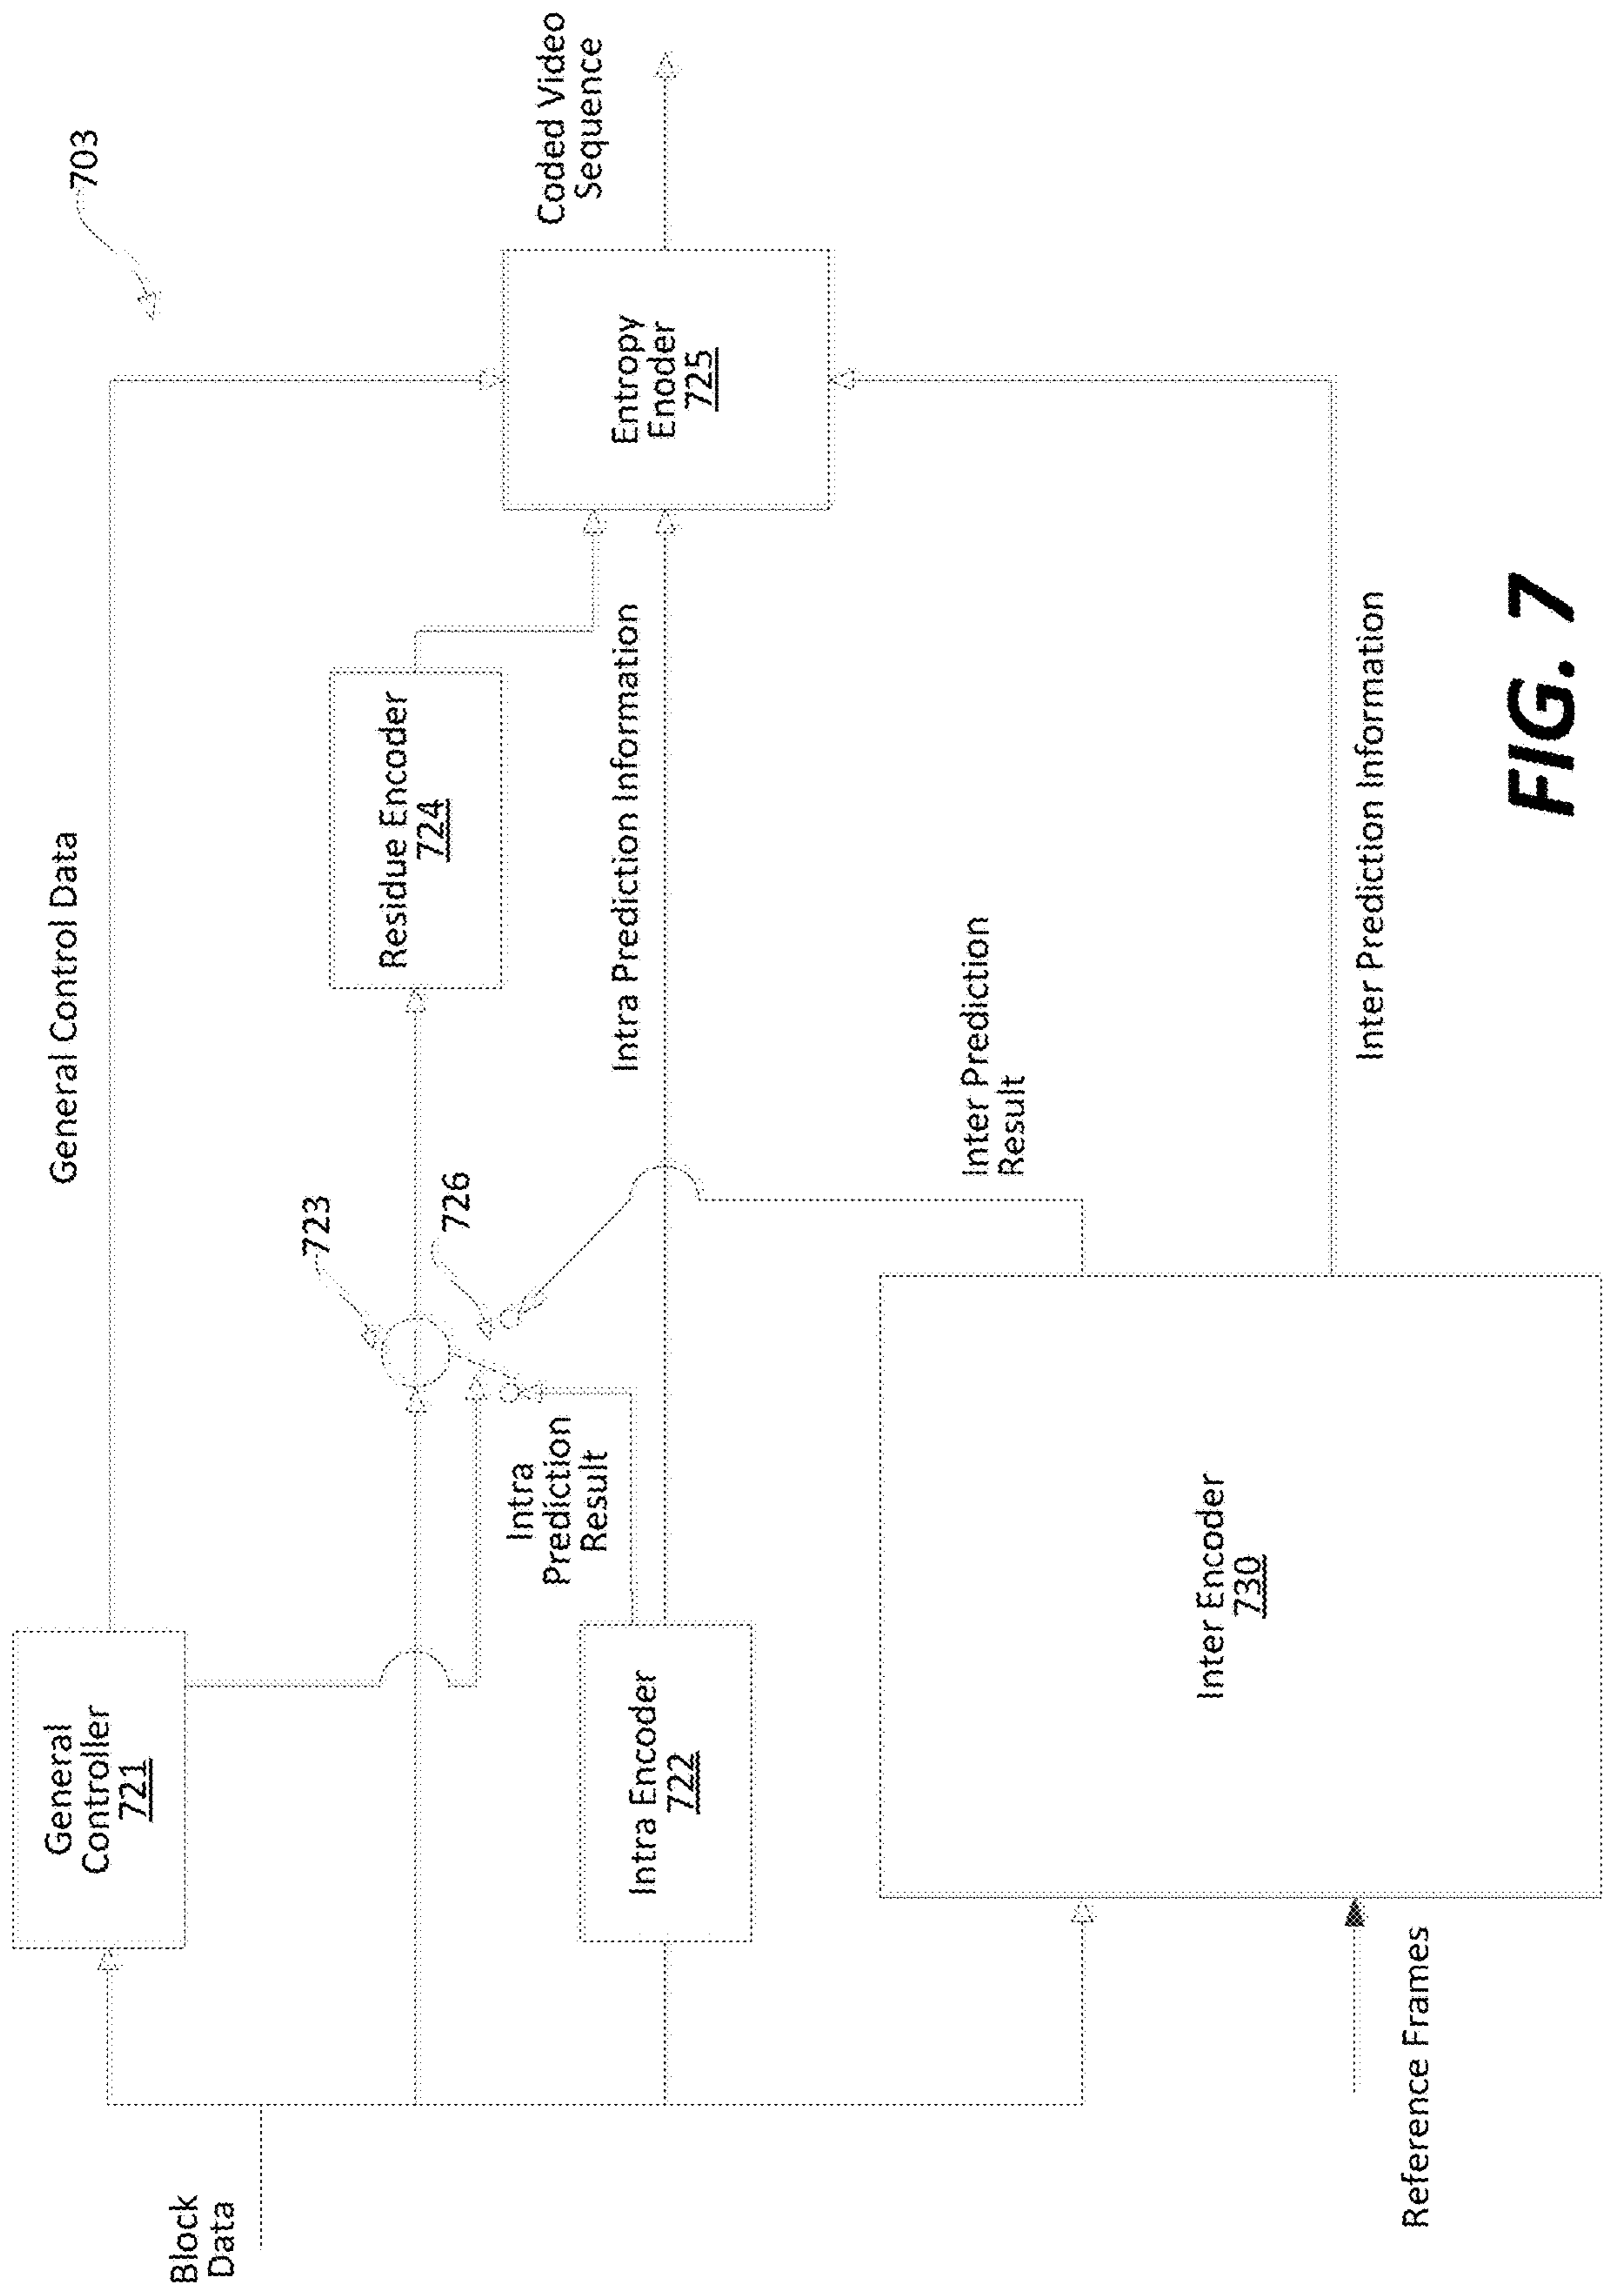 703
General Control Data
Coded Video
Sequence
General
Controller
721
Block
Data
723
726
Residue Encoder
724
Entropy
Enoder
725
Intra
Prediction
Result
Intra Prediction Information
Intra Encoder
722
Inter Prediction
Result
Inter Encoder
730
Inter Prediction Information
Reference Frames
FIG. 7